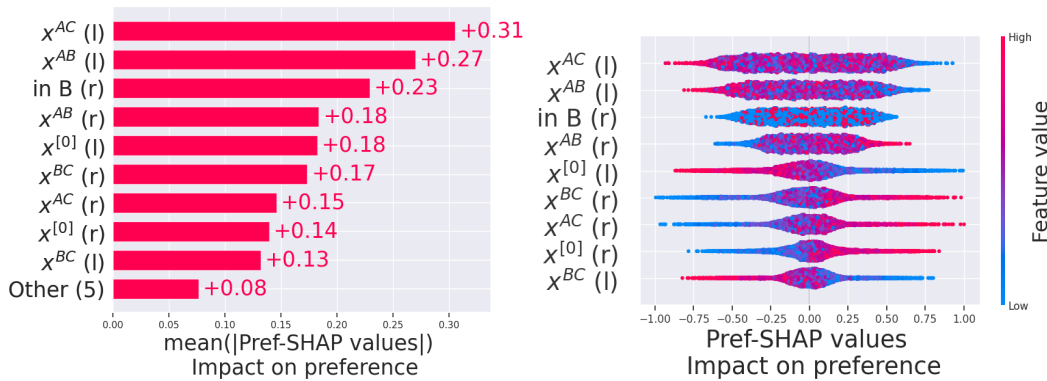 x^{AC} (l)
+0.31
x^{AB} (l)
+0.27
in B (r)
+0.23
x^{AB} (r)
+0.18
x^{[0]} (l)
+0.18
x^{BC} (r)
+0.17
x^{AC} (r)
+0.15
x^{[0]} (r)
+0.14
x^{BC} (l)
+0.13
Other (5)
+0.08
0.00 0.05 0.10 0.15 0.20 0.25 0.30
mean(|Pref-SHAP values|)
Impact on preference
x^{AC} (l)
x^{AB} (l)
in B (r)
x^{AB} (r)
x^{[0]} (l)
x^{BC} (r)
x^{AC} (r)
x^{[0]} (r)
x^{BC} (l)
−1.00 −0.75 −0.50 −0.25 0.00 0.25 0.50 0.75 1.00
Pref-SHAP values
Impact on preference
High
Feature value
Low